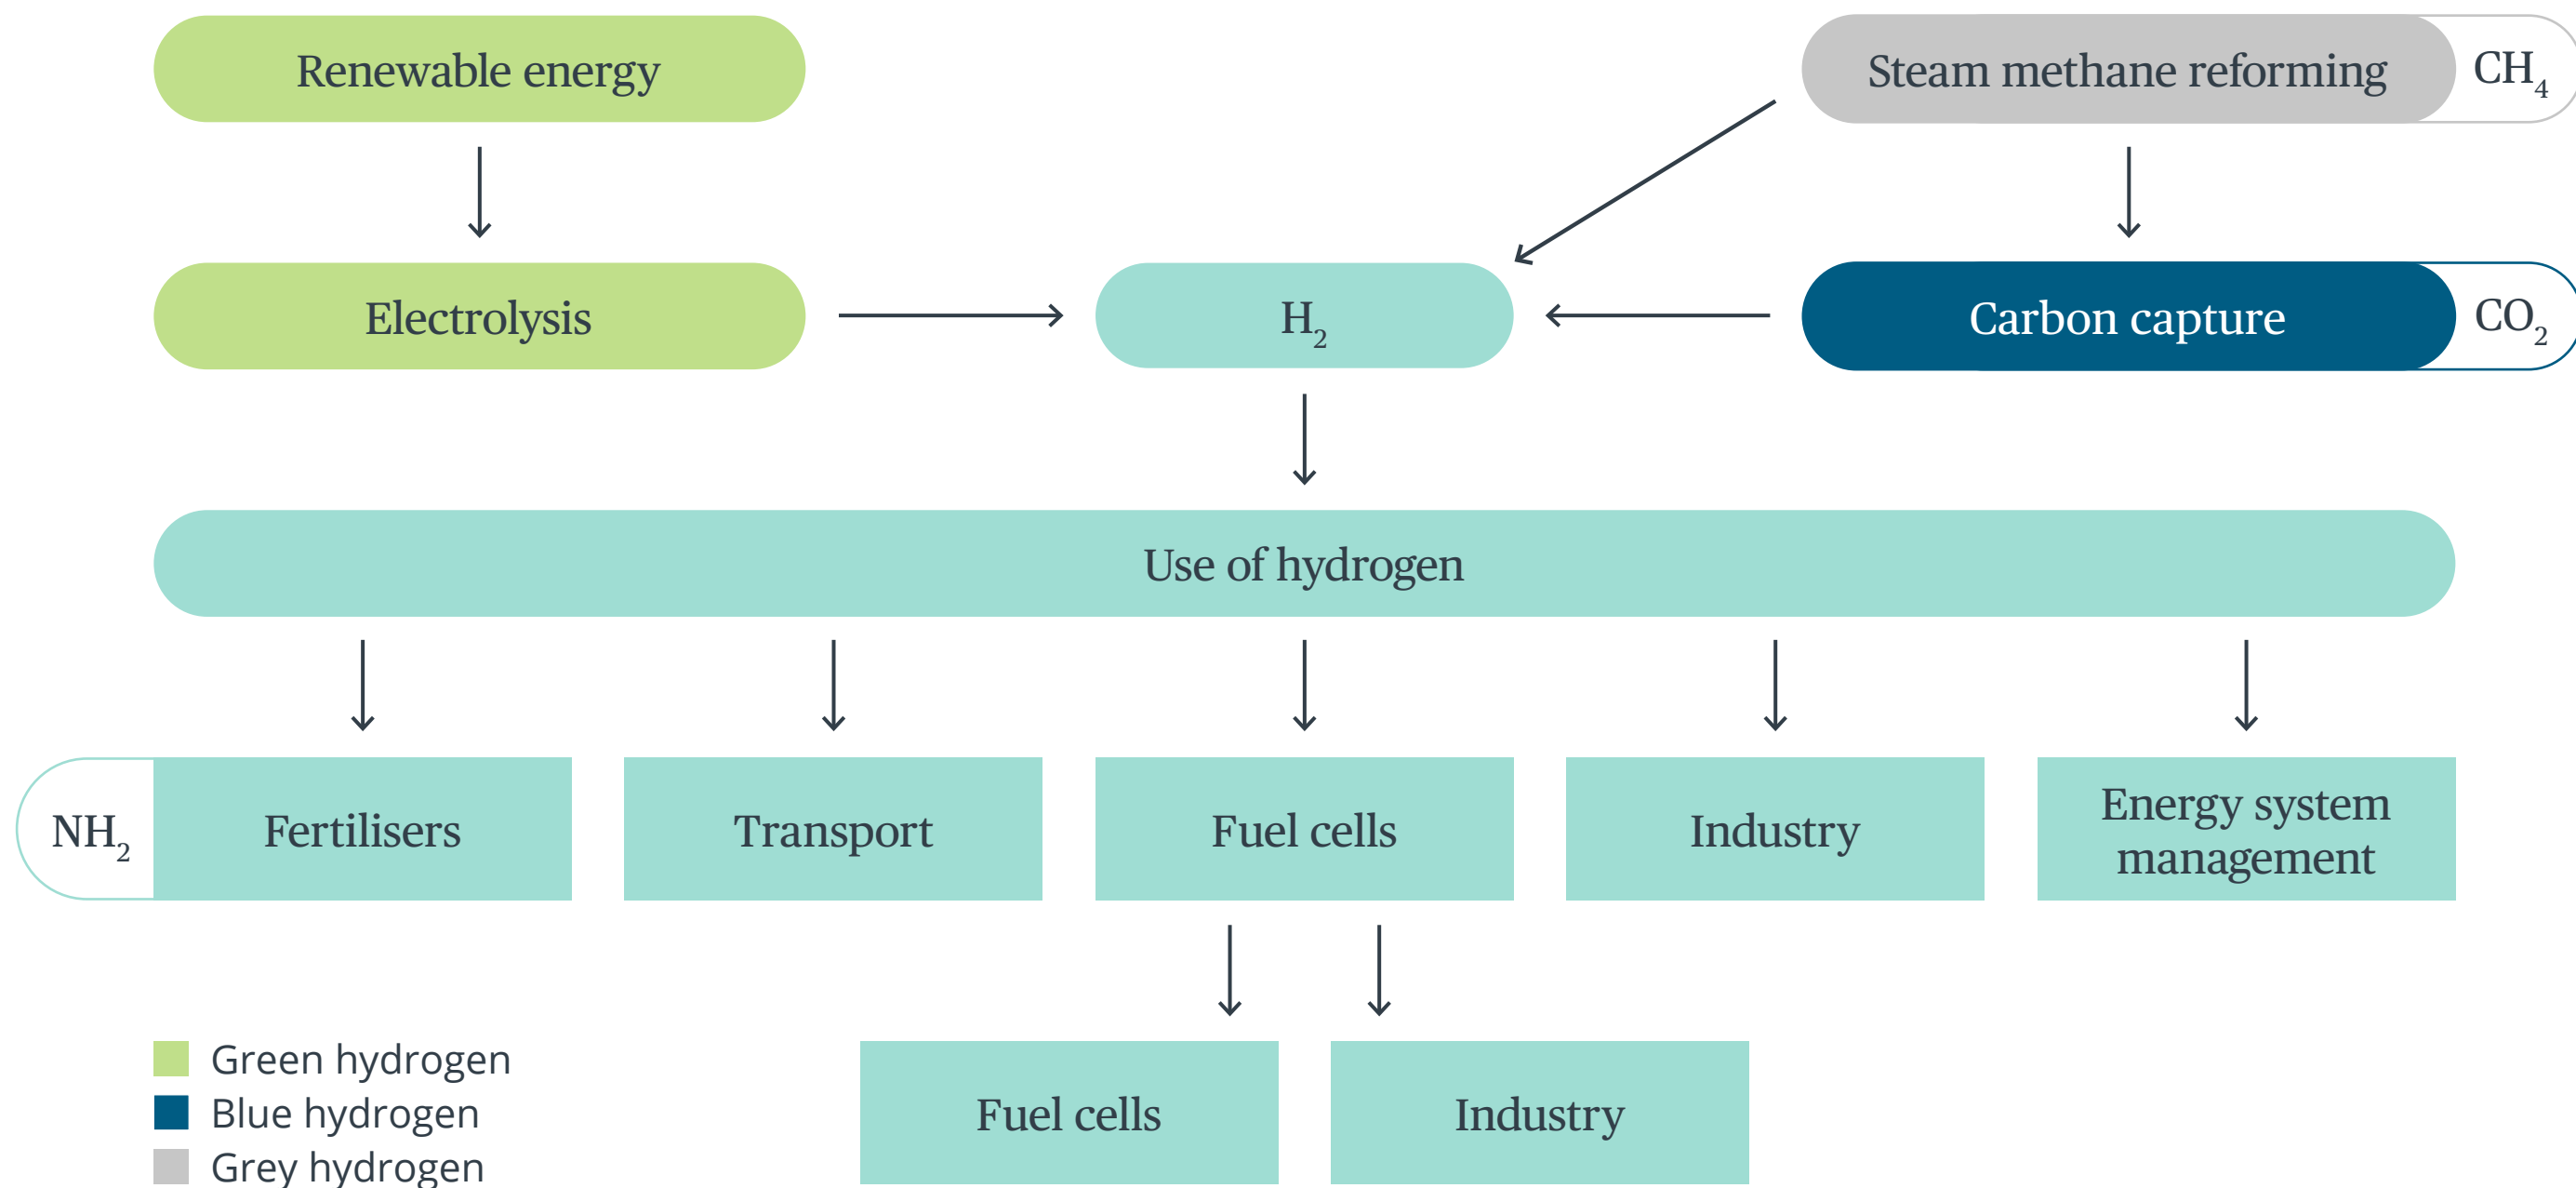 Renewable energy
Steam methane reforming
CH₄
Electrolysis
H₂
Carbon capture
CO₂
Use of hydrogen
NH₂
Fertilisers
Transport
Fuel cells
Industry
Energy system
management
Fuel cells
Industry
Green hydrogen
Blue hydrogen
Grey hydrogen